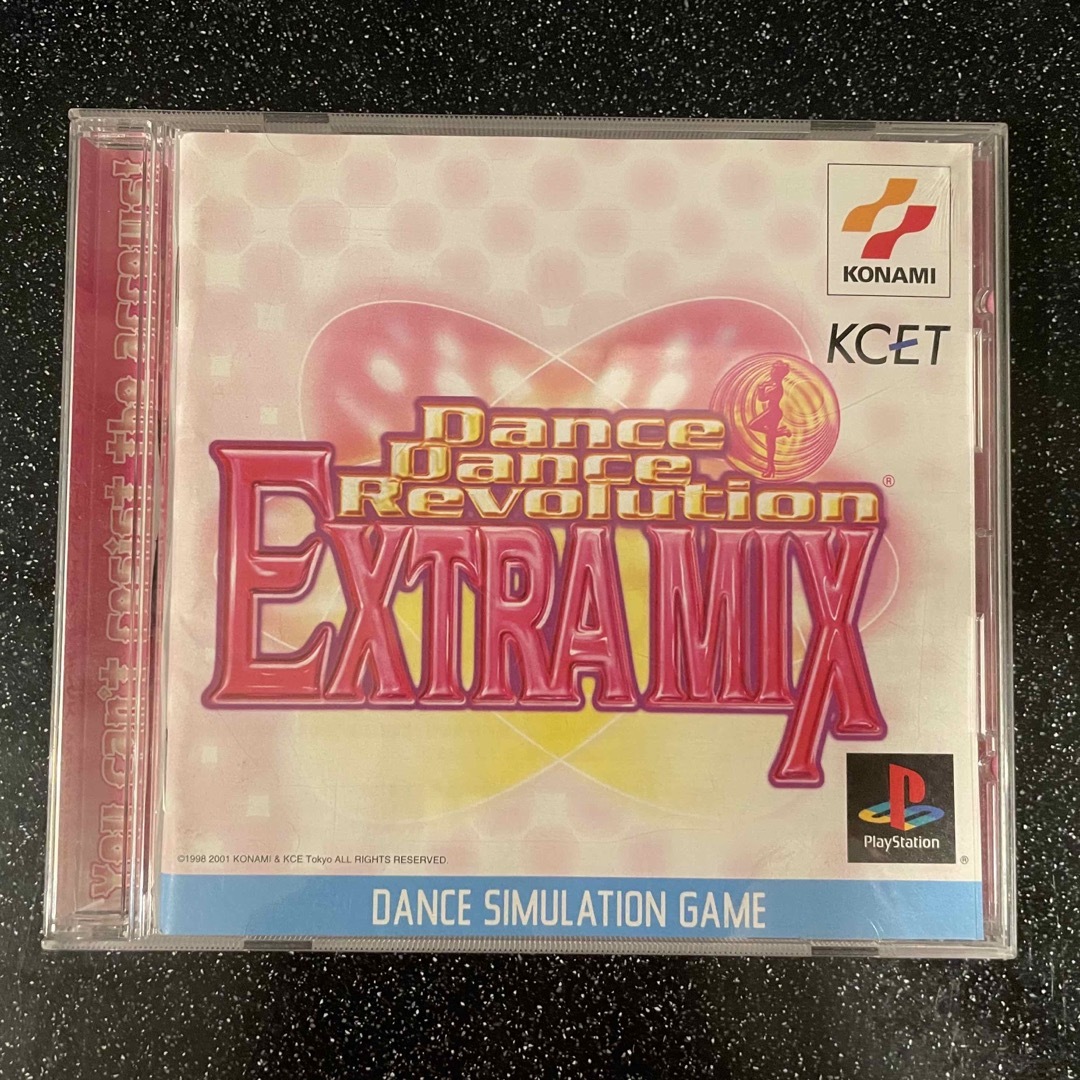 You can't resist the assault
KONAMI
KCET
Dance
Dance
Revolution
®
EXTRA MIX
PlayStation
®
©1998 2001 KONAMI & KCE Tokyo ALL RIGHTS RESERVED.
DANCE SIMULATION GAME